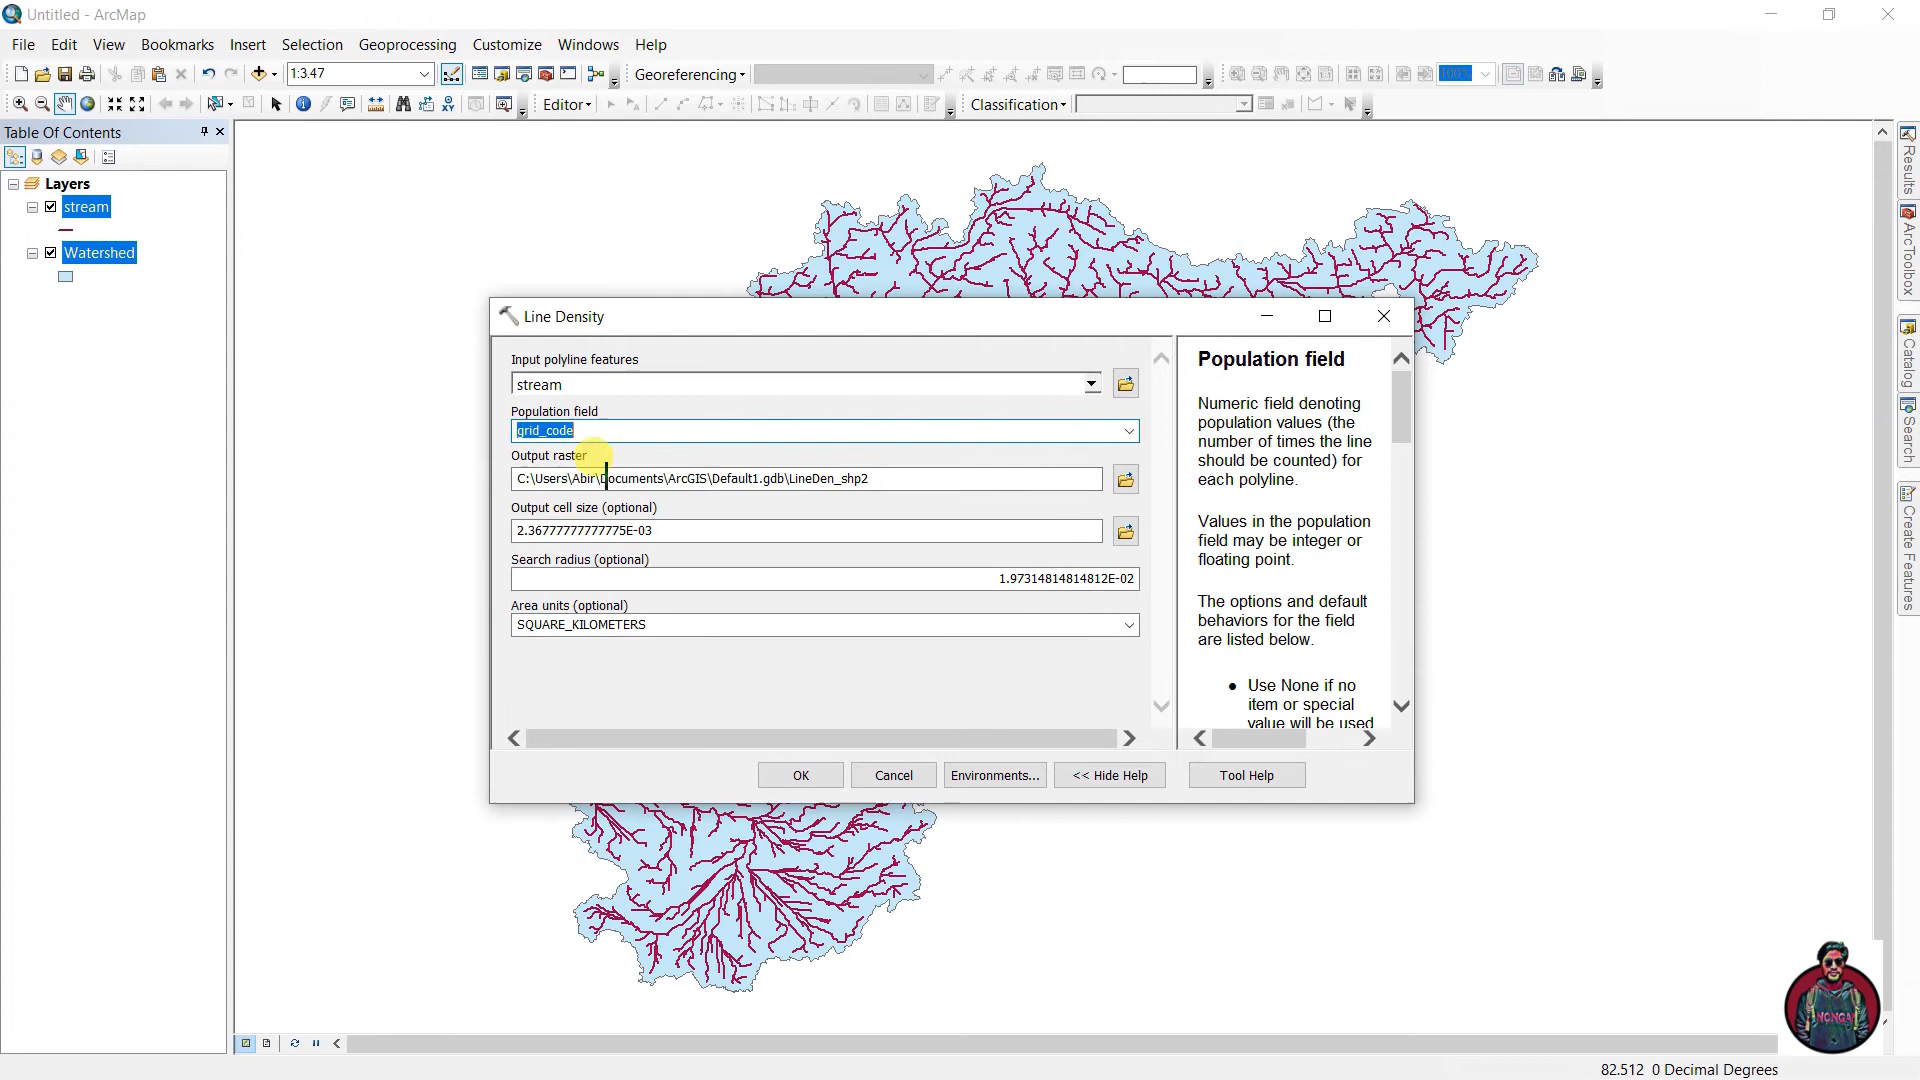 Untitled - ArcMap
File Edit View Bookmarks Insert Selection Geoprocessing Customize Windows Help
1:3.47
Georeferencing
100%
Editor
Classification
Table Of Contents
Layers
stream
Watershed
Line Density
Input polyline features
stream
Population field
grid_code
Output raster
C:\Users\Abir\Documents\ArcGIS\Default1.gdb\LineDen_shp2
Output cell size (optional)
2.36777777777775E-03
Search radius (optional)
1.97314814814812E-02
Area units (optional)
SQUARE_KILOMETERS
Population field
Numeric field denoting
population values (the
number of times the line
should be counted) for
each polyline.
Values in the population
field may be integer or
floating point.
The options and default
behaviors for the field
are listed below.
Use None if no
item or special
value will be used
OK
Cancel
Environments...
<< Hide Help
Tool Help
Results
ArcToolbox
Catalog
Search
Create Features
82.512 0 Decimal Degrees